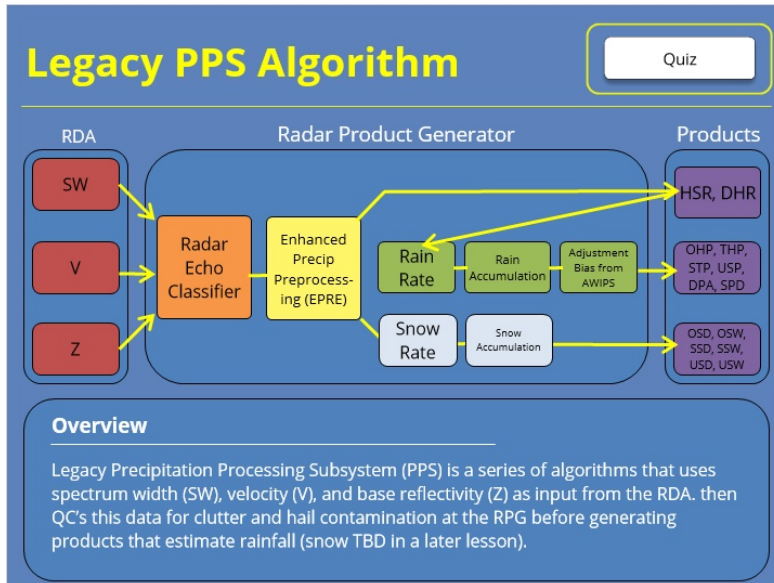 Legacy PPS Algorithm
Quiz
RDA
Radar Product Generator
Products
SW
V
Z
Radar
Echo
Classifier
Enhanced
Precip
Preprocess-
ing (EPRE)
Rain
Rate
Rain
Accumulation
Adjustment
Bias from
AWIPS
Snow
Rate
Snow
Accumulation
HSR, DHR
OHP, THP,
STP, USP,
DPA, SPD
OSD, OSW,
SSD, SSW,
USD, USW
Overview
Legacy Precipitation Processing Subsystem (PPS) is a series of algorithms that uses
spectrum width (SW), velocity (V), and base reflectivity (Z) as input from the RDA. then
QC's this data for clutter and hail contamination at the RPG before generating
products that estimate rainfall (snow TBD in a later lesson).